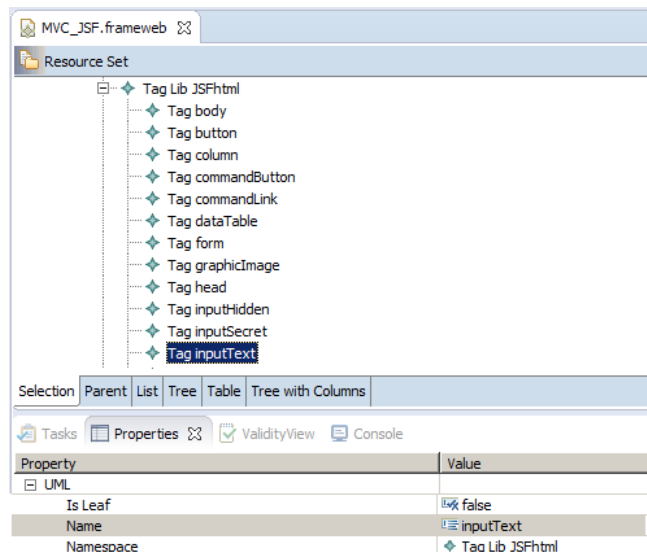 MVC_JSF.frameweb
Resource Set
Tag Lib JSFhtml
Tag body
Tag button
Tag column
Tag commandButton
Tag commandLink
Tag dataTable
Tag form
Tag graphicImage
Tag head
Tag inputHidden
Tag inputSecret
Tag inputText
Selection Parent List Tree Table Tree with Columns
Tasks Properties ValidityView Console
Property Value
UML
Is Leaf false
Name inputText
Namespace Tag Lib JSFhtml